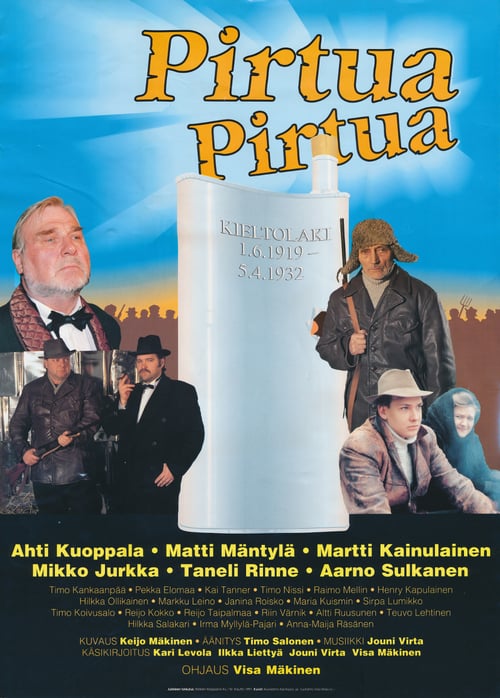 Pirtua
Pirtua
KIELTOLAKI
1.6.1919 –
5.4.1932
Ahti Kuoppala • Matti Mäntylä • Martti Kainulainen
Mikko Jurkka • Taneli Rinne • Aarno Sulkanen
Timo Kankaanpää • Pekka Elomaa • Kai Tanner • Timo Nissi • Raimo Mellin • Henry Kapulainen
Hilkka Ollikainen • Markku Leino • Janina Roisko • Maria Kuismin • Sirpa Lumikko
Timo Koivusalo • Reijo Kokko • Reijo Taipalmaa • Riin Värnik • Altti Ruusunen • Teuvo Lehtinen
Hilkka Salakari • Irma Myllylä-Pajari • Anna-Maija Räsänen
KUVAUS Keijo Mäkinen • ÄÄNITYS Timo Salonen • MUSIIKKI Jouni Virta
KÄSIKIRJOITUS Kari Levola Ilkka Liettyä Jouni Virta Visa Mäkinen
OHJAUS Visa Mäkinen